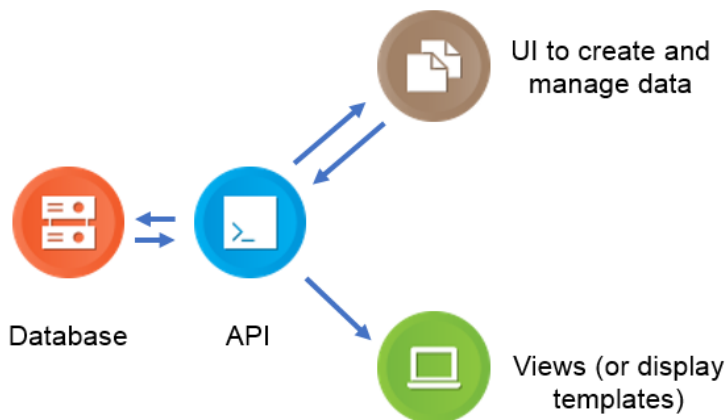 UI to create and
manage data
Database
API
Views (or display
templates)